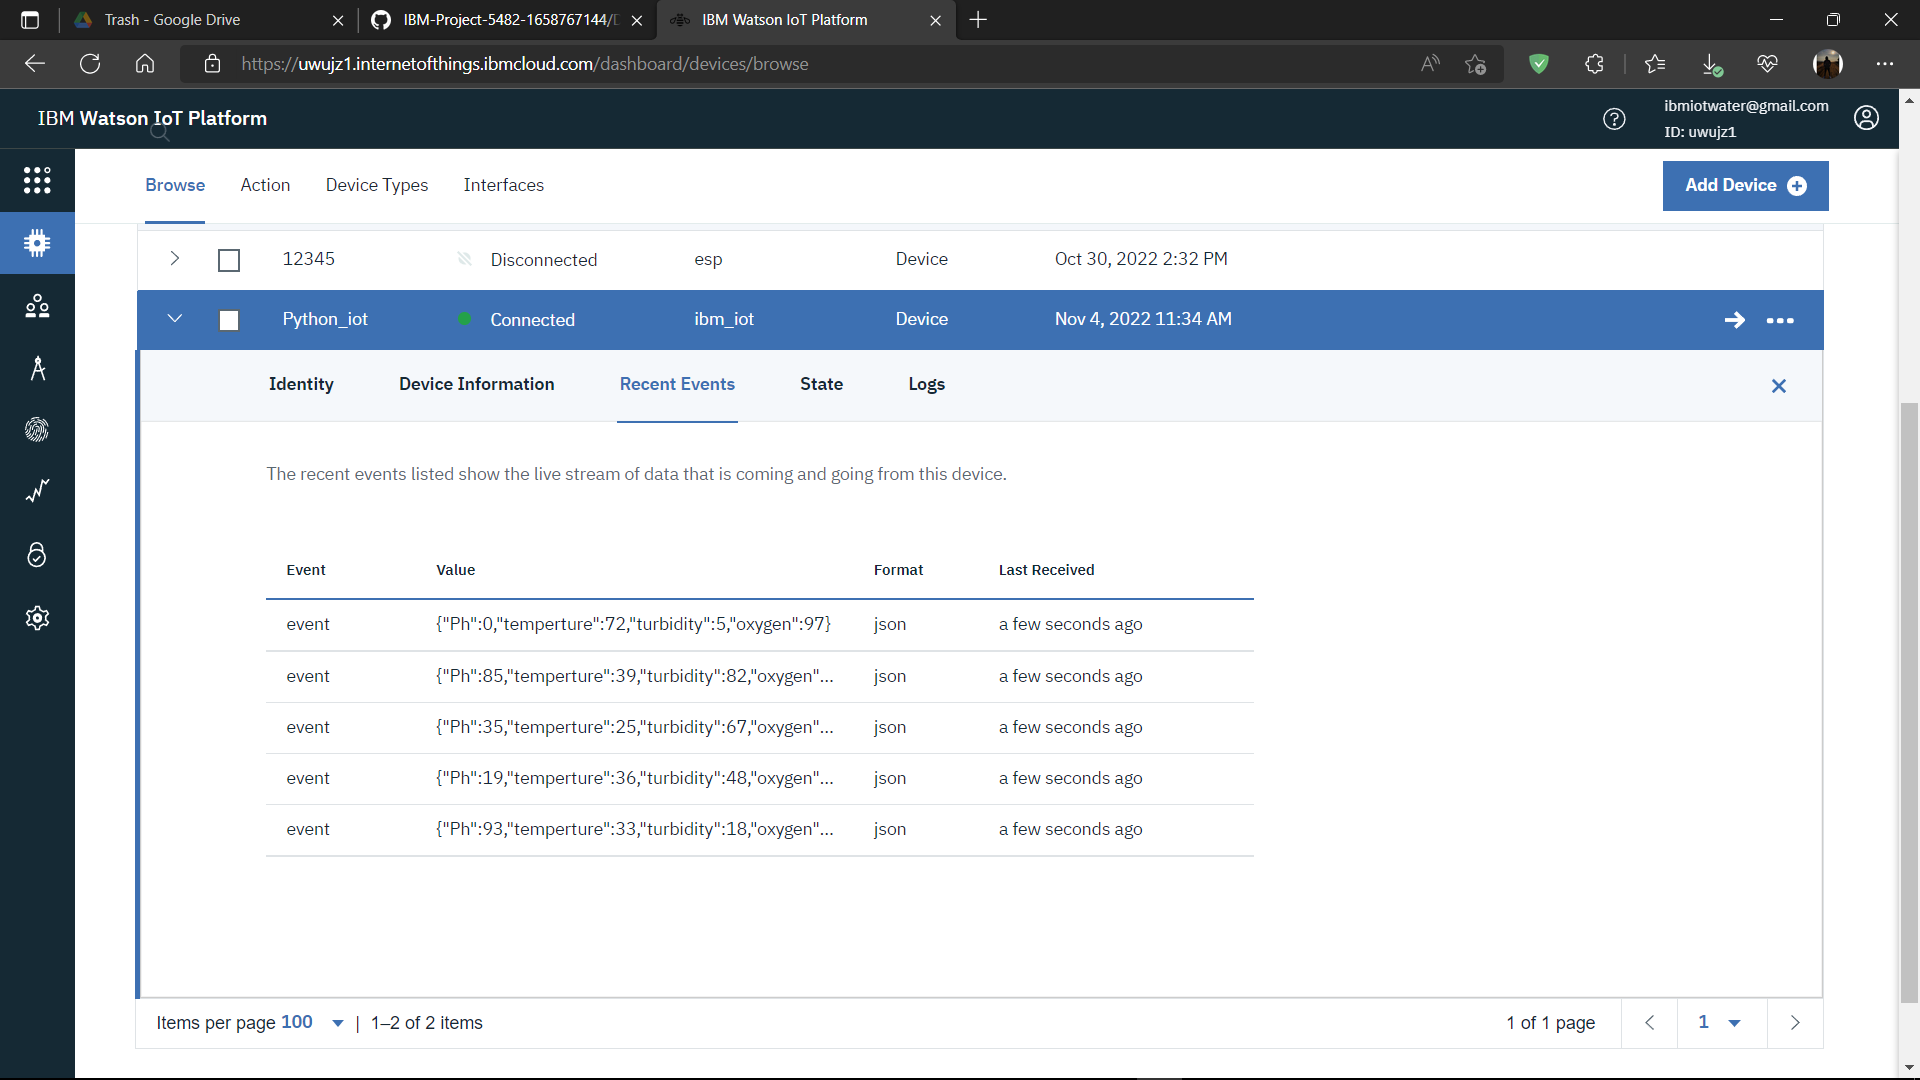 Trash - Google Drive
IBM-Project-5482-1658767144/
IBM Watson IoT Platform
https://uwujz1.internetofthings.ibmcloud.com/dashboard/devices/browse
IBM Watson IoT Platform
ibmiotwater@gmail.com
ID: uwujz1
Browse Action Device Types Interfaces
Add Device
12345 Disconnected esp Device Oct 30, 2022 2:32 PM
Python_iot Connected ibm_iot Device Nov 4, 2022 11:34 AM
Identity Device Information Recent Events State Logs
The recent events listed show the live stream of data that is coming and going from this device.
Event Value Format Last Received
event {"Ph":0,"temperture":72,"turbidity":5,"oxygen":97} json a few seconds ago
event {"Ph":85,"temperture":39,"turbidity":82,"oxygen"... json a few seconds ago
event {"Ph":35,"temperture":25,"turbidity":67,"oxygen"... json a few seconds ago
event {"Ph":19,"temperture":36,"turbidity":48,"oxygen"... json a few seconds ago
event {"Ph":93,"temperture":33,"turbidity":18,"oxygen"... json a few seconds ago
Items per page 100 | 1–2 of 2 items
1 of 1 page 1